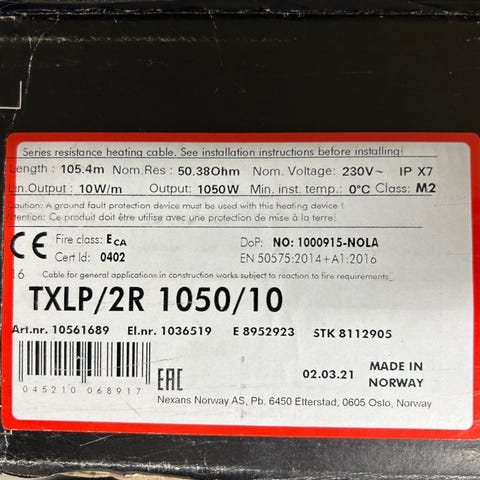 Series resistance heating cable. See installation instructions before installing!
Length : 105.4m Nom.Res : 50.38Ohm Nom. Voltage: 230V~ IP X7
Lin.Output : 10W/m Output: 1050W Min. inst. temp.: 0°C Class: M2
Caution: A ground fault protection device must be used with this heating device !
Attention: Ce produit doit être utilise avec une protection de mise à la terre!
CE Fire class: ECA DoP: NO: 1000915-NOLA
Cert Id: 0402 EN 50575:2014+A1:2016
16 Cable for general applications in construction works subject to reaction to fire requirements
TXLP/2R 1050/10
Art.nr. 10561689 El.nr. 1036519 E 8952923 STK 8112905
045210 068917 EAC 02.03.21 MADE IN
NORWAY
Nexans Norway AS, Pb. 6450 Etterstad, 0605 Oslo, Norway